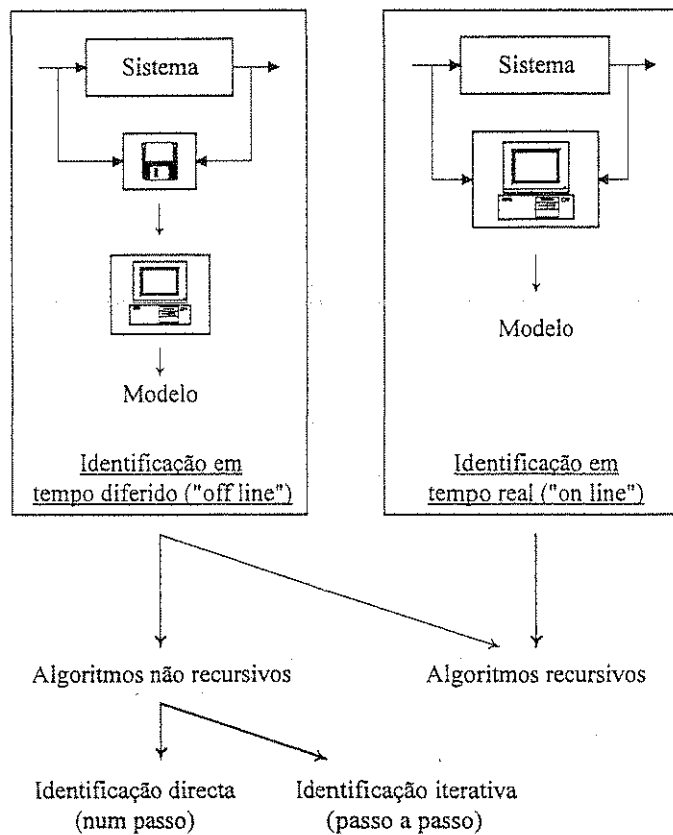 Sistema
Modelo
Identificação em
tempo diferido ("off line")
Sistema
Modelo
Identificação em
tempo real ("on line")
Algoritmos não recursivos
Algoritmos recursivos
Identificação directa
(num passo)
Identificação iterativa
(passo a passo)